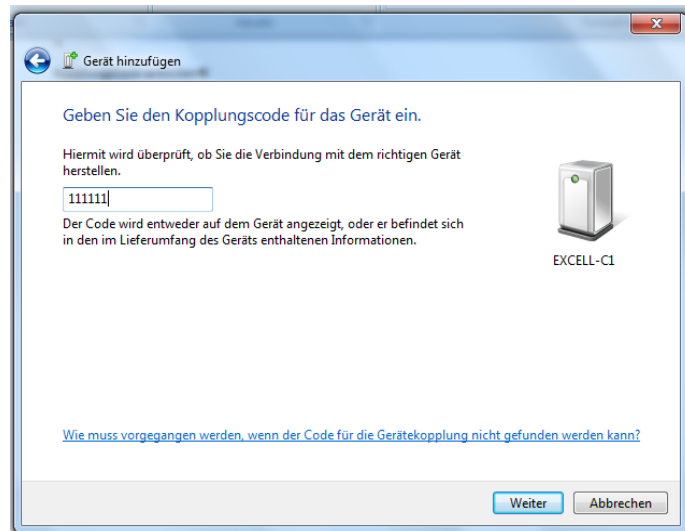 Gerät hinzufügen
Geben Sie den Kopplungscode für das Gerät ein.
Hiermit wird überprüft, ob Sie die Verbindung mit dem richtigen Gerät
herstellen.
111111
Der Code wird entweder auf dem Gerät angezeigt, oder er befindet sich
in den im Lieferumfang des Geräts enthaltenen Informationen.
EXCELL-C1
Wie muss vorgegangen werden, wenn der Code für die Gerätekopplung nicht gefunden werden kann?
Weiter
Abbrechen